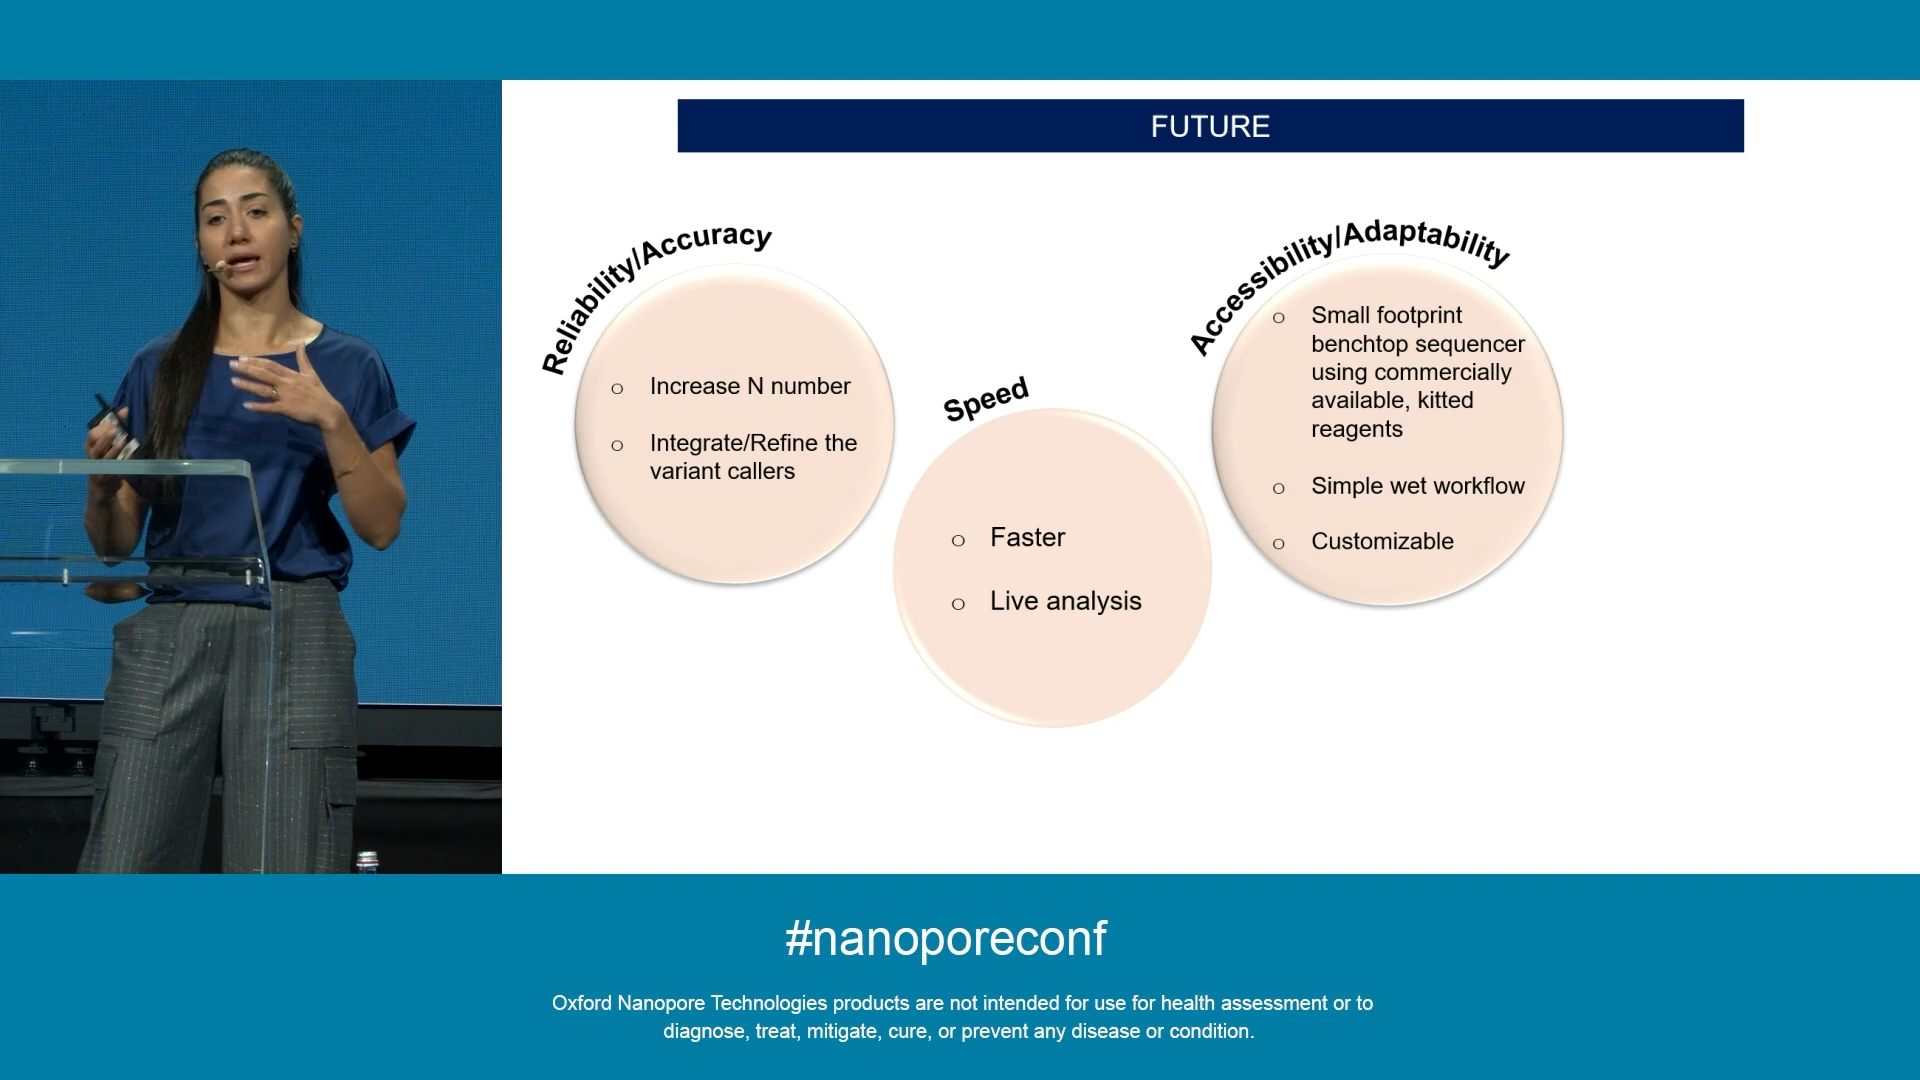 FUTURE
Reliability/Accuracy
o Increase N number
o Integrate/Refine the
variant callers
Speed
o Faster
o Live analysis
Accessibility/Adaptability
o Small footprint
benchtop sequencer
using commercially
available, kitted
reagents
o Simple wet workflow
o Customizable
#nanoporeconf
Oxford Nanopore Technologies products are not intended for use for health assessment or to
diagnose, treat, mitigate, cure, or prevent any disease or condition.